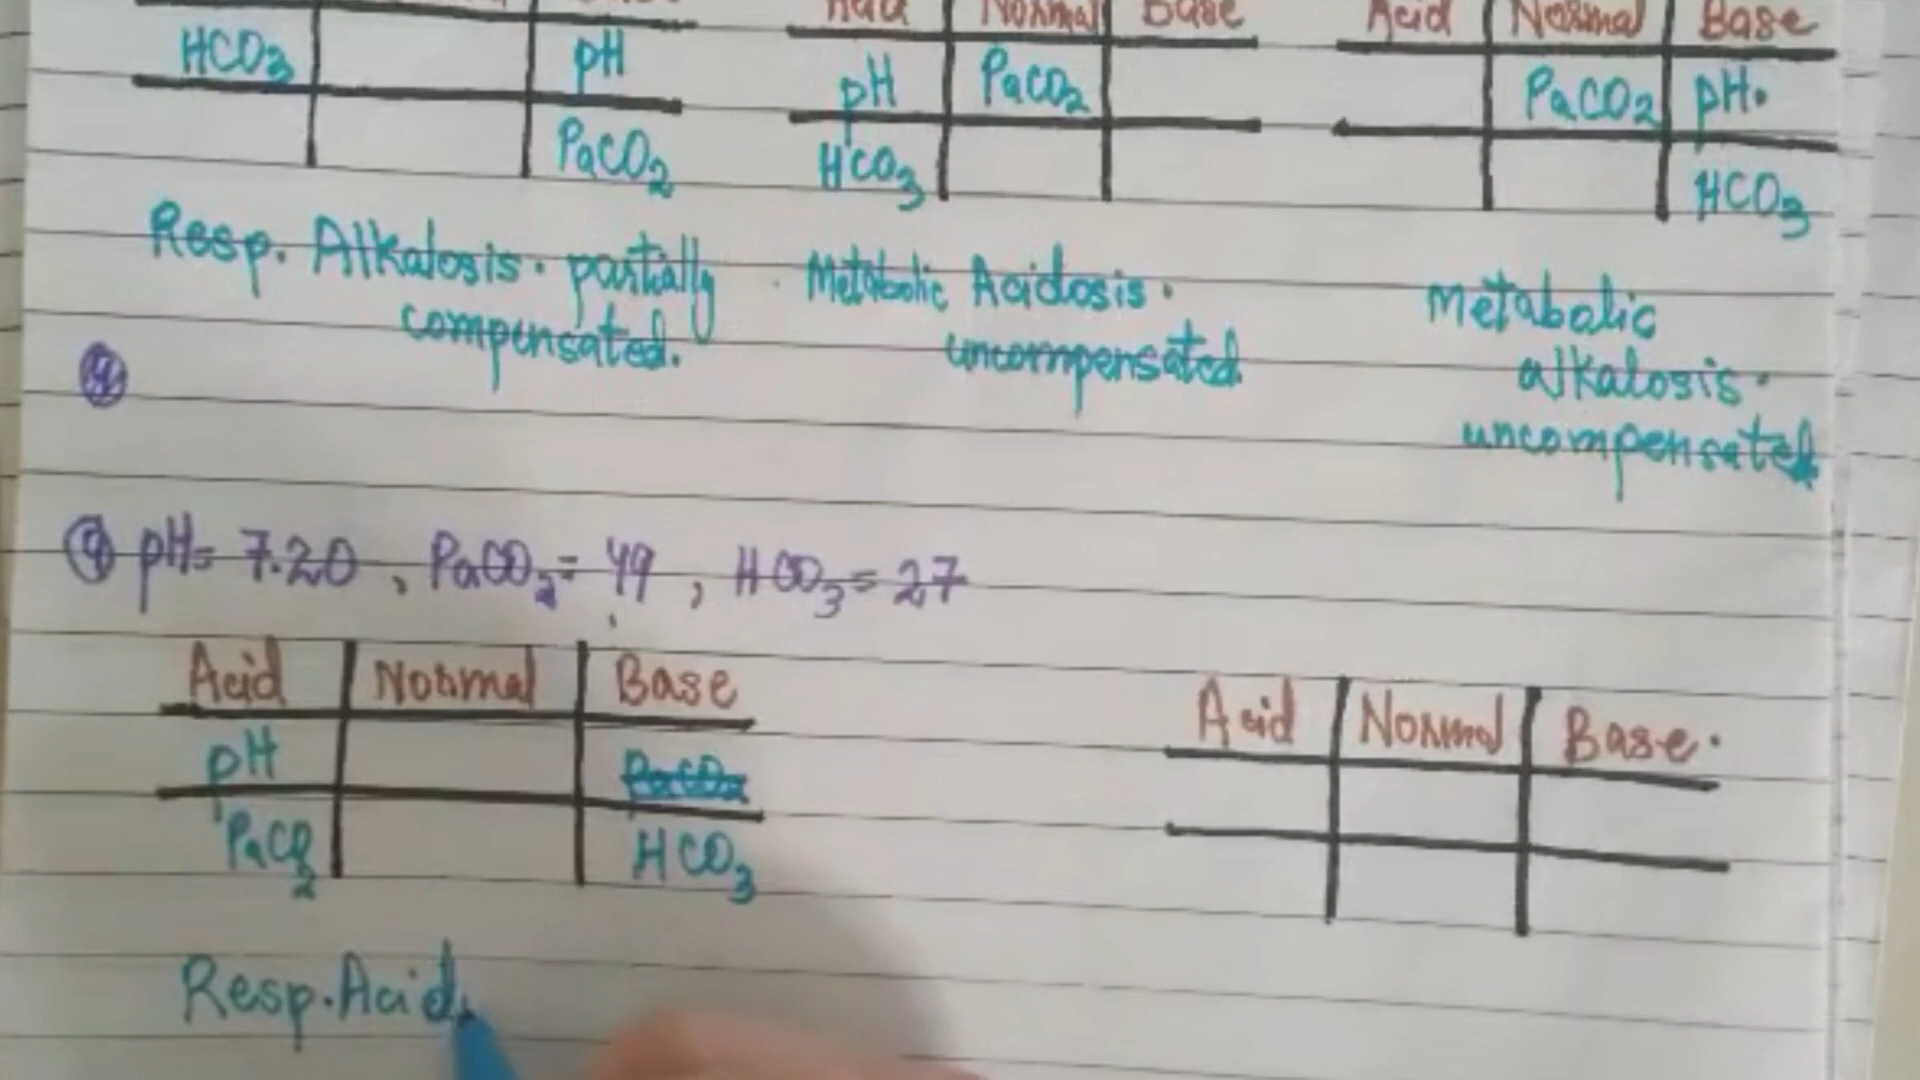 Acid Normal Base
Acid Normal Base
HCO3 pH
pH PaCO2
PaCO2 pH.
PaCO2
HCO3
HCO3
Resp. Alkalosis. partially
compensated.
Metabolic Acidosis.
uncompensated.
Metabolic
alkalosis.
uncompensated
pH= 7.20, PaCO2= 49, HCO3= 27
Acid Normal Base
pH
PaCO2 HCO3
Acid Normal Base.
Resp. Acid